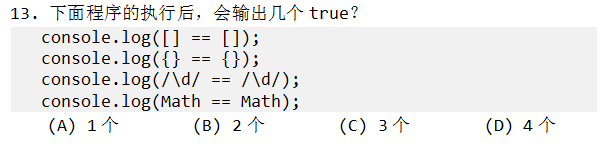 13. 下面程序的执行后，会输出几个 true?
console.log([] == []);
console.log({} == {});
console.log(/\d/ == /\d/);
console.log(Math == Math);
(A) 1个 (B) 2个 (C) 3个 (D) 4个